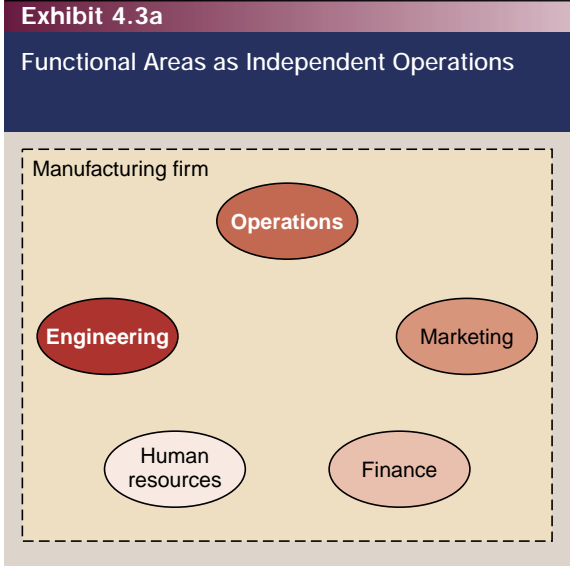 Exhibit 4.3a
Functional Areas as Independent Operations
Manufacturing firm
Operations
Engineering
Marketing
Human
resources
Finance